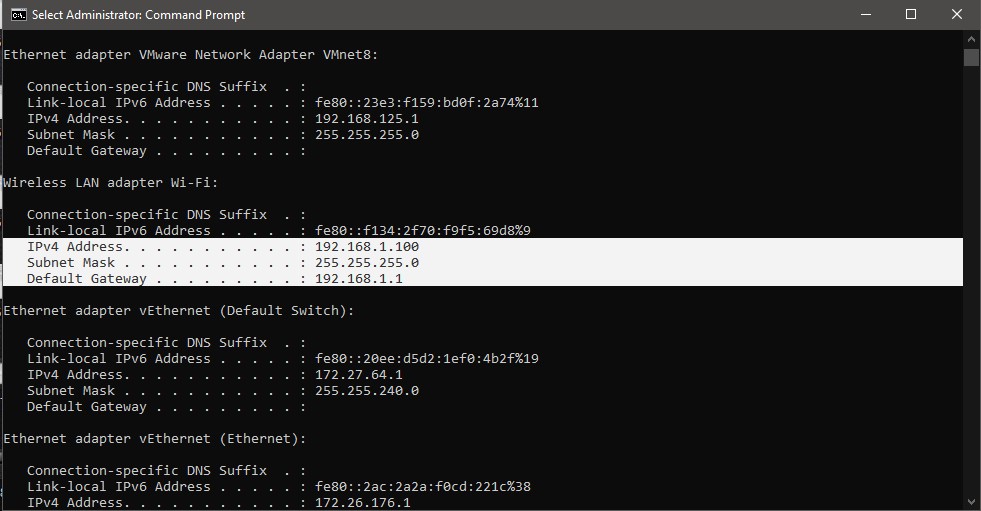 Select Administrator: Command Prompt
Ethernet adapter VMware Network Adapter VMnet8:
Connection-specific DNS Suffix  . :
Link-local IPv6 Address . . . . . : fe80::23e3:f159:bd0f:2a74%11
IPv4 Address. . . . . . . . . . . : 192.168.125.1
Subnet Mask . . . . . . . . . . . : 255.255.255.0
Default Gateway . . . . . . . . . :
Wireless LAN adapter Wi-Fi:
Connection-specific DNS Suffix  . :
Link-local IPv6 Address . . . . . : fe80::f134:2f70:f9f5:69d8%9
IPv4 Address. . . . . . . . . . . : 192.168.1.100
Subnet Mask . . . . . . . . . . . : 255.255.255.0
Default Gateway . . . . . . . . . : 192.168.1.1
Ethernet adapter vEthernet (Default Switch):
Connection-specific DNS Suffix  . :
Link-local IPv6 Address . . . . . : fe80::20ee:d5d2:1ef0:4b2f%19
IPv4 Address. . . . . . . . . . . : 172.27.64.1
Subnet Mask . . . . . . . . . . . : 255.255.240.0
Default Gateway . . . . . . . . . :
Ethernet adapter vEthernet (Ethernet):
Connection-specific DNS Suffix  . :
Link-local IPv6 Address . . . . . : fe80::2ac:2a2a:f0cd:221c%38
IPv4 Address. . . . . . . . . . . : 172.26.176.1